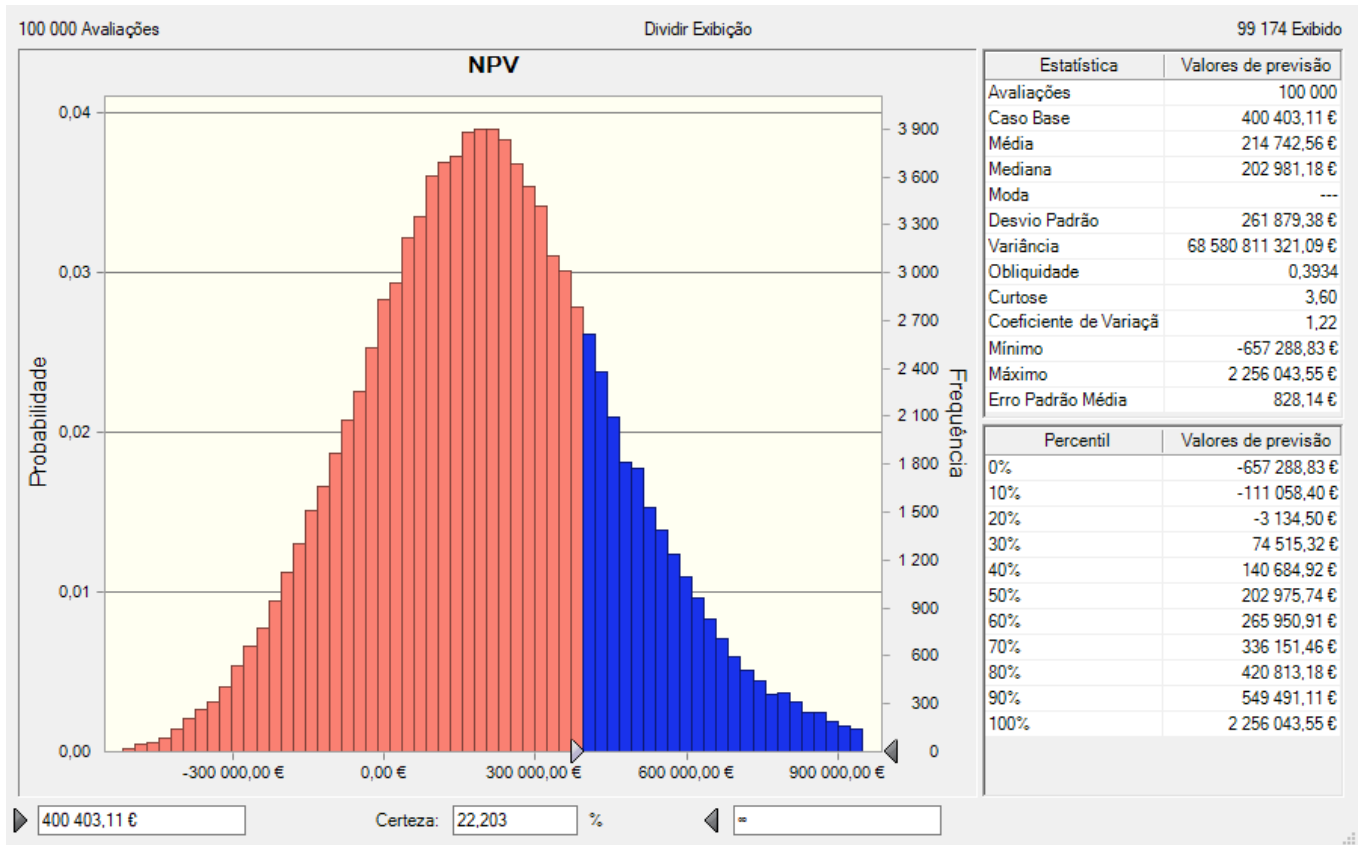 100 000 Avaliações
Dividir Exibição
99 174 Exibido
NPV
Probabilidade
0,04
0,03
0,02
0,01
0,00
Frequência
3 900
3 600
3 300
3 000
2 700
2 400
2 100
1 800
1 500
1 200
900
600
300
0
-300 000,00 €
0,00 €
300 000,00 €
600 000,00 €
900 000,00 €
Estatística Valores de previsão
Avaliações 100 000
Caso Base 400 403,11 €
Média 214 742,56 €
Mediana 202 981,18 €
Moda ---
Desvio Padrão 261 879,38 €
Variância 68 580 811 321,09 €
Obliquidade 0,3934
Curtose 3,60
Coeficiente de Variaçã 1,22
Mínimo -657 288,83 €
Máximo 2 256 043,55 €
Erro Padrão Média 828,14 €
Percentil Valores de previsão
0% -657 288,83 €
10% -111 058,40 €
20% -3 134,50 €
30% 74 515,32 €
40% 140 684,92 €
50% 202 975,74 €
60% 265 950,91 €
70% 336 151,46 €
80% 420 813,18 €
90% 549 491,11 €
100% 2 256 043,55 €
400 403,11 €
Certeza: 22,203 %
∞